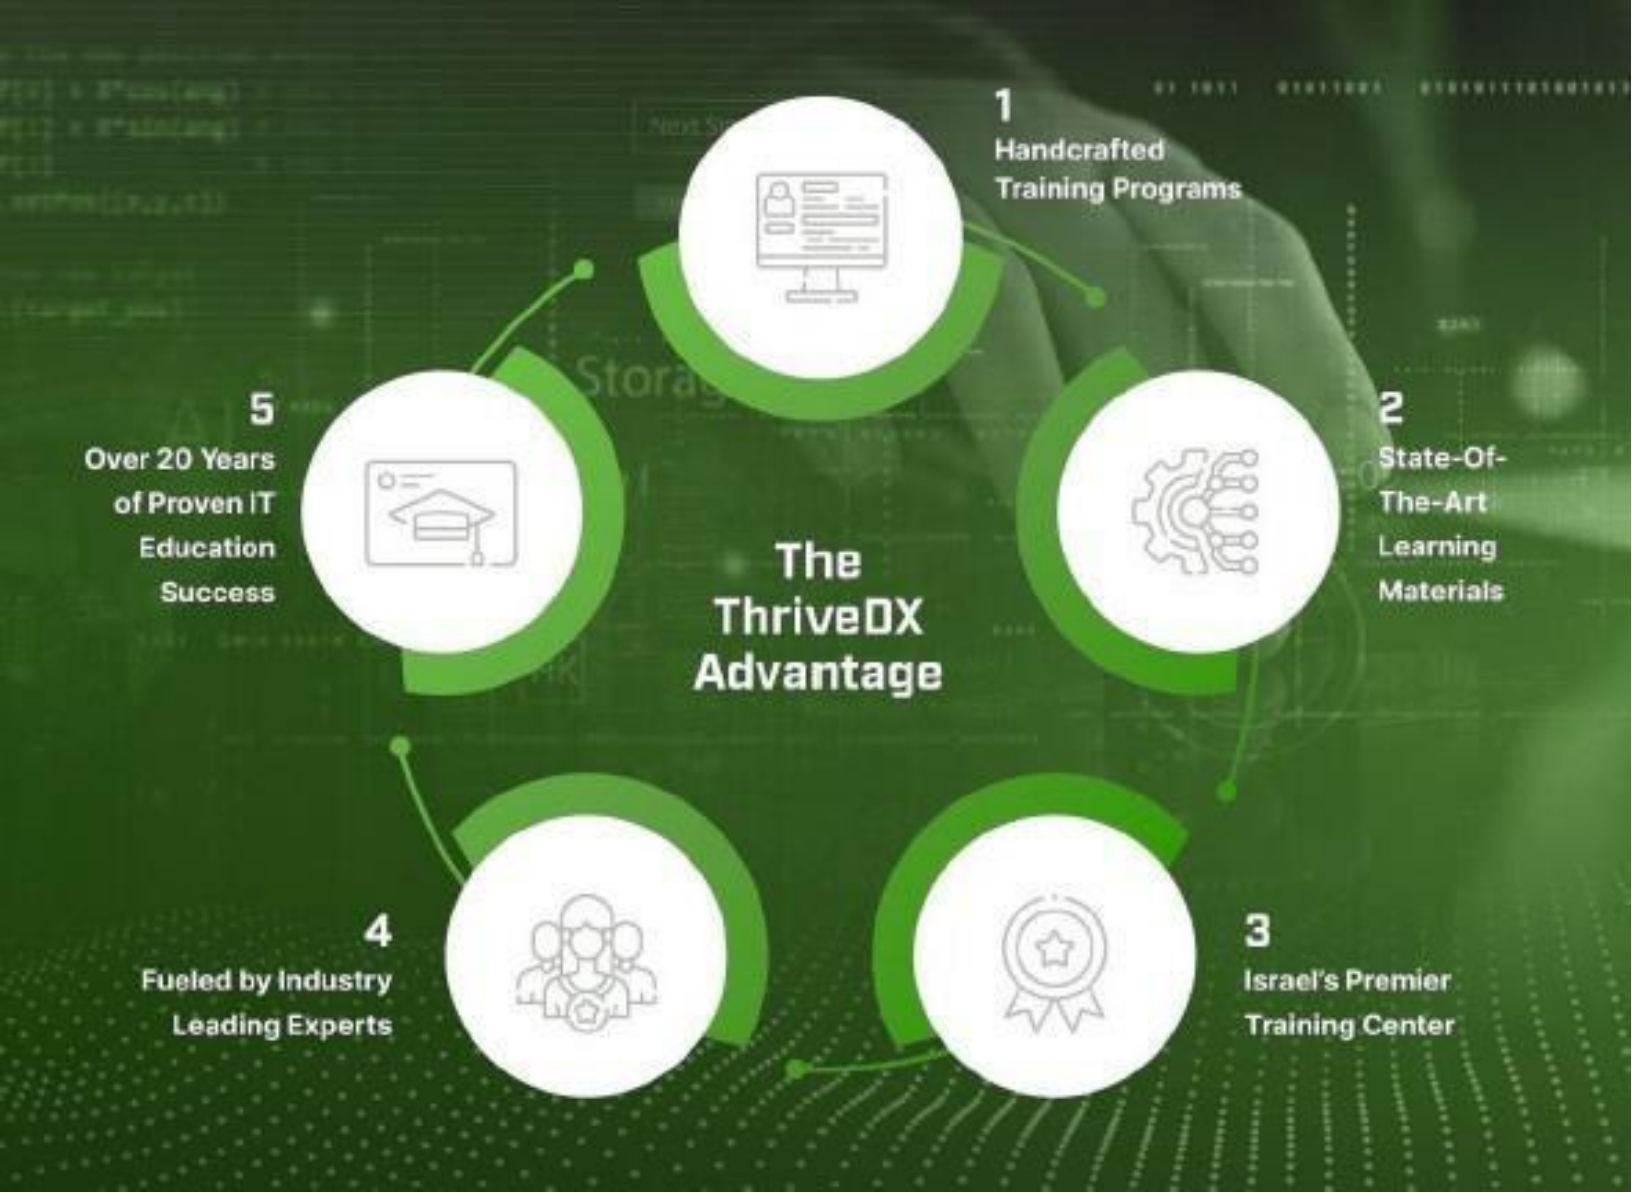 1
Handcrafted
Training Programs
2
State-Of-
The-Art
Learning
Materials
3
Israel's Premier
Training Center
4
Fueled by Industry
Leading Experts
5
Over 20 Years
of Proven IT
Education
Success
The
ThriveDX
Advantage